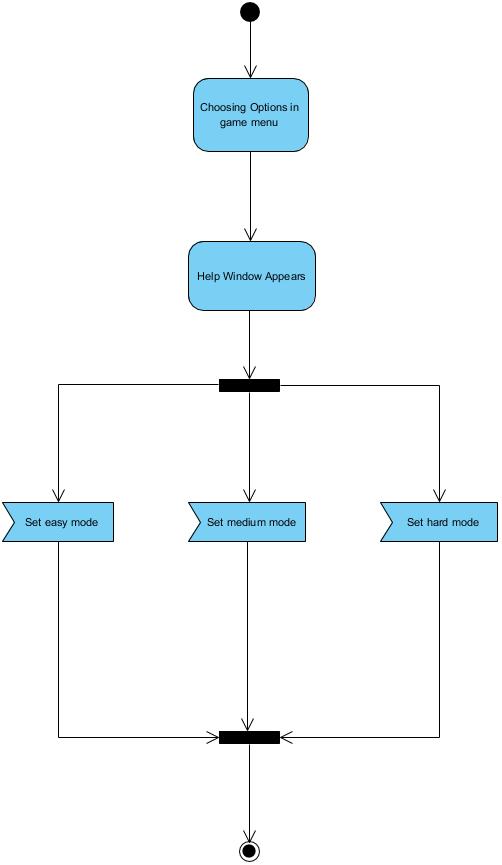 Choosing Options in
game menu
Help Window Appears
Set easy mode
Set medium mode
Set hard mode